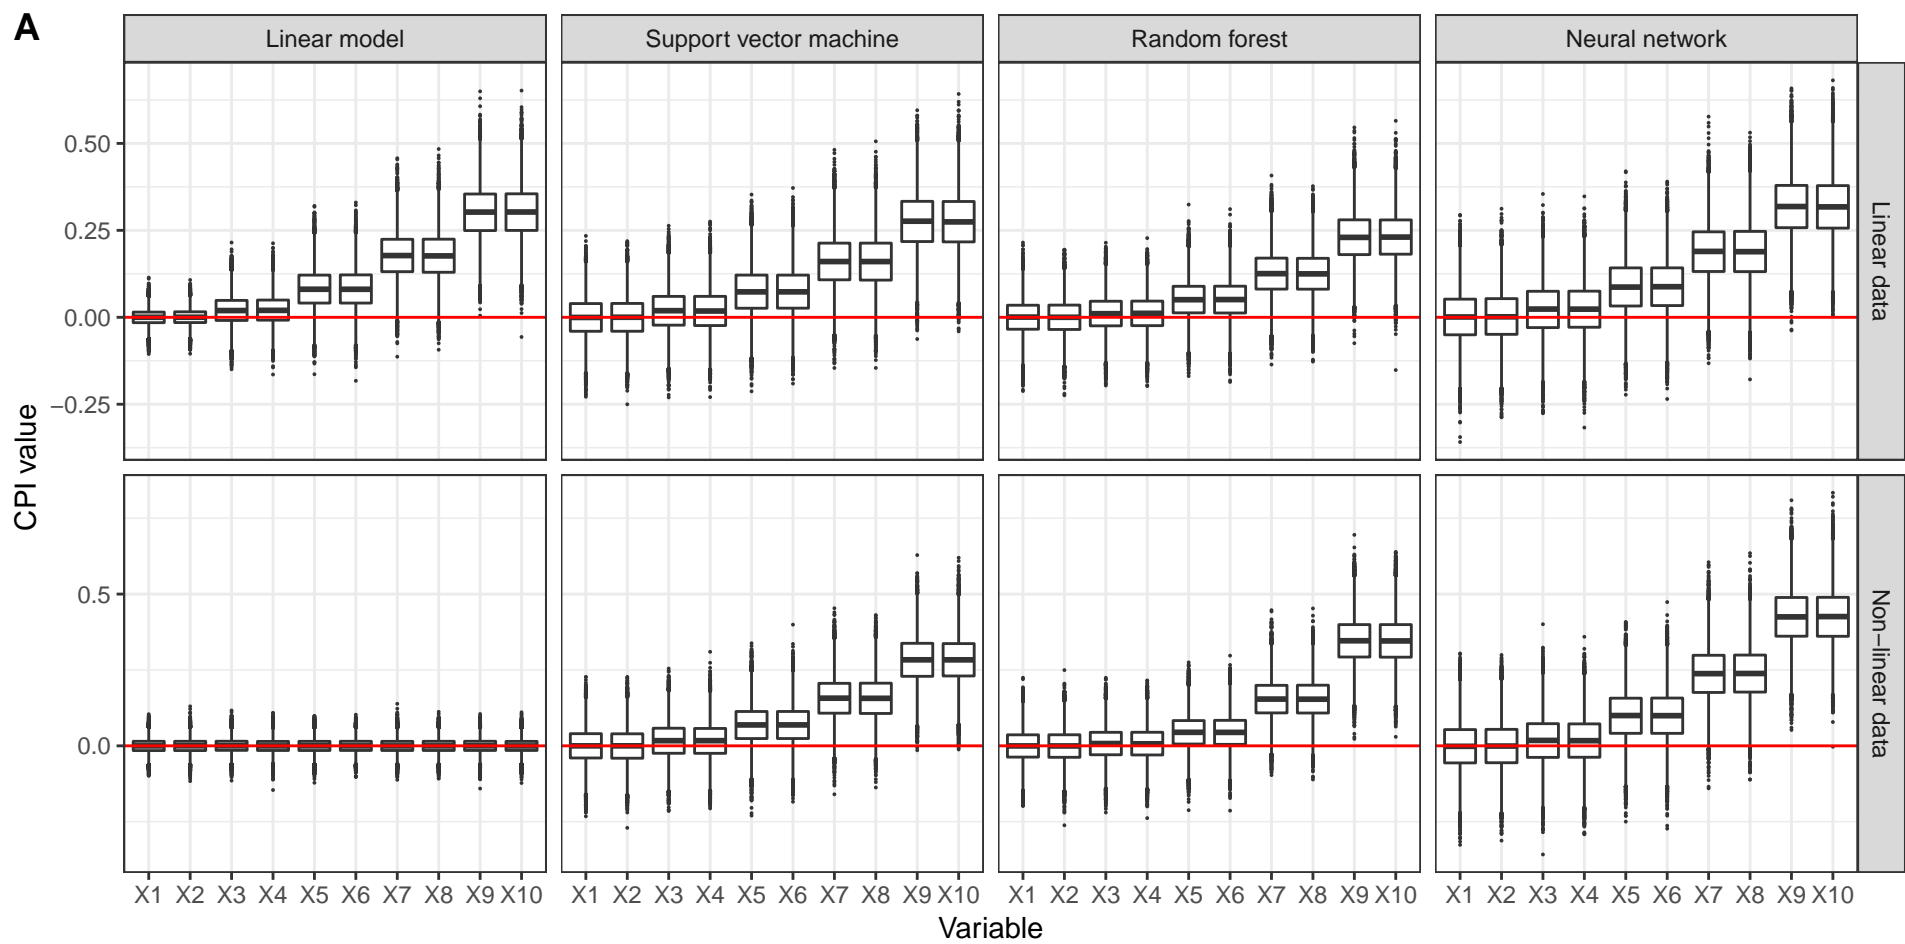 A
Linear model
Support vector machine
Random forest
Neural network
CPI value
0.50
0.25
0.00
−0.25
Linear data
0.5
0.0
Non−linear data
X1 X2 X3 X4 X5 X6 X7 X8 X9 X10
X1 X2 X3 X4 X5 X6 X7 X8 X9 X10
X1 X2 X3 X4 X5 X6 X7 X8 X9 X10
X1 X2 X3 X4 X5 X6 X7 X8 X9 X10
Variable